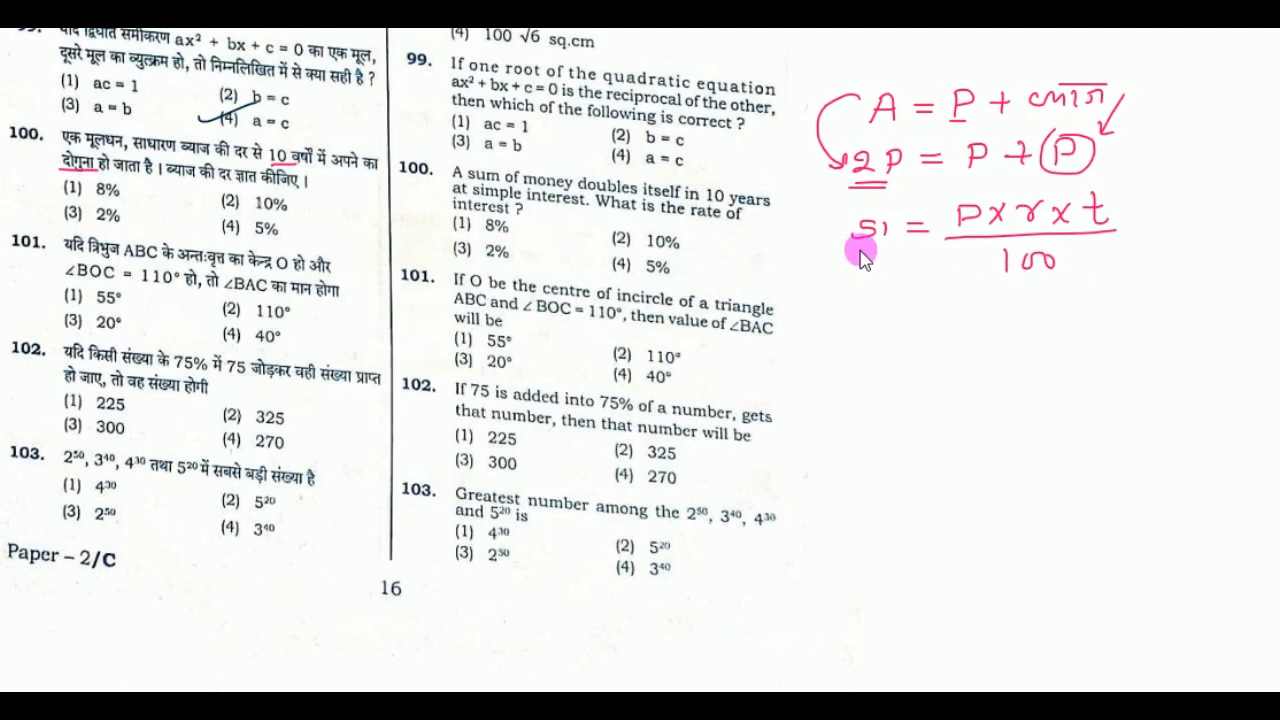 99. यदि द्विघात समीकरण ax² + bx + c = 0 का एक मूल,
दूसरे मूल का व्युत्क्रम हो, तो निम्नलिखित में से क्या सही है ?
(1) ac = 1 (2) b = c
(3) a = b (4) a = c
100. एक मूलधन, साधारण ब्याज की दर से 10 वर्षों में अपने का
दोगुना हो जाता है । ब्याज की दर ज्ञात कीजिए ।
(1) 8% (2) 10%
(3) 2% (4) 5%
101. यदि त्रिभुज ABC के अन्तःवृत्त का केन्द्र O हो और
∠BOC = 110° हो, तो ∠BAC का मान होगा
(1) 55° (2) 110°
(3) 20° (4) 40°
102. यदि किसी संख्या के 75% में 75 जोड़कर वही संख्या प्राप्त
हो जाए, तो वह संख्या होगी
(1) 225 (2) 325
(3) 300 (4) 270
103. 2⁵⁰, 3⁴⁰, 4³⁰ तथा 5²⁰ में सबसे बड़ी संख्या है
(1) 4³⁰ (2) 5²⁰
(3) 2⁵⁰ (4) 3⁴⁰
Paper – 2/C
16
(4) 100 √6 sq.cm
99. If one root of the quadratic equation
ax² + bx + c = 0 is the reciprocal of the other,
then which of the following is correct ?
(1) ac = 1 (2) b = c
(3) a = b (4) a = c
100. A sum of money doubles itself in 10 years
at simple interest. What is the rate of
interest ?
(1) 8% (2) 10%
(3) 2% (4) 5%
101. If O be the centre of incircle of a triangle
ABC and ∠BOC = 110°, then value of ∠BAC
will be
(1) 55° (2) 110°
(3) 20° (4) 40°
102. If 75 is added into 75% of a number, gets
that number, then that number will be
(1) 225 (2) 325
(3) 300 (4) 270
103. Greatest number among the 2⁵⁰, 3⁴⁰, 4³⁰
and 5²⁰ is
(1) 4³⁰ (2) 5²⁰
(3) 2⁵⁰ (4) 3⁴⁰
A = P + ब्याज
2P = P + P
SI = P × r × t
100